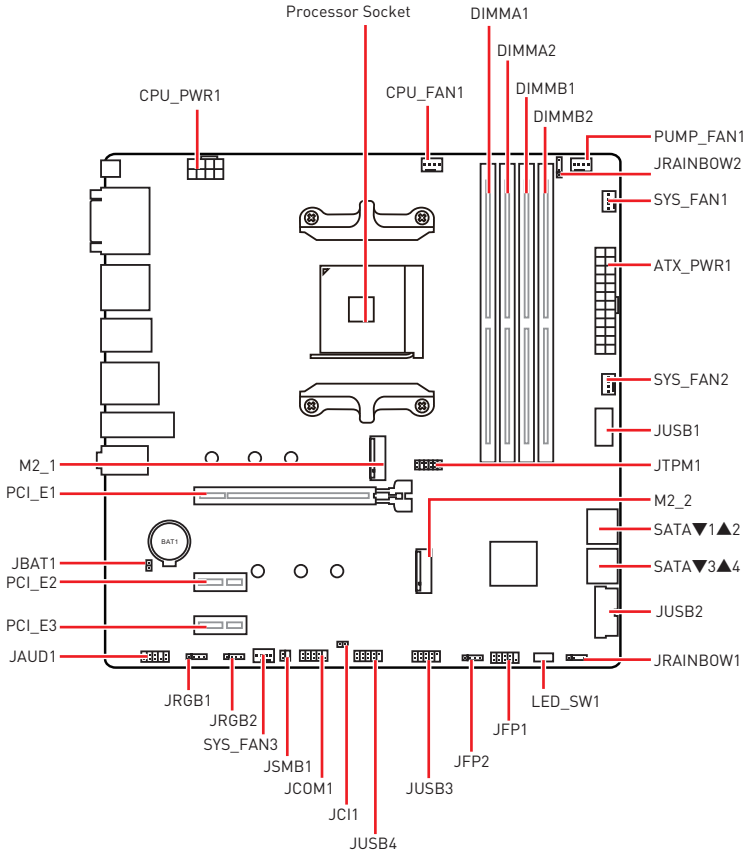 Processor Socket
DIMMA1
DIMMA2
CPU_PWR1
CPU_FAN1
DIMMB1
DIMMB2
PUMP_FAN1
JRAINBOW2
SYS_FAN1
ATX_PWR1
SYS_FAN2
JUSB1
M2_1
JTPM1
PCI_E1
M2_2
SATA▼1▲2
BAT1
JBAT1
SATA▼3▲4
PCI_E2
JUSB2
PCI_E3
JAUD1
JRAINBOW1
JRGB1
LED_SW1
JRGB2
JFP1
SYS_FAN3
JFP2
JSMB1
JCOM1
JUSB3
JCI1
JUSB4